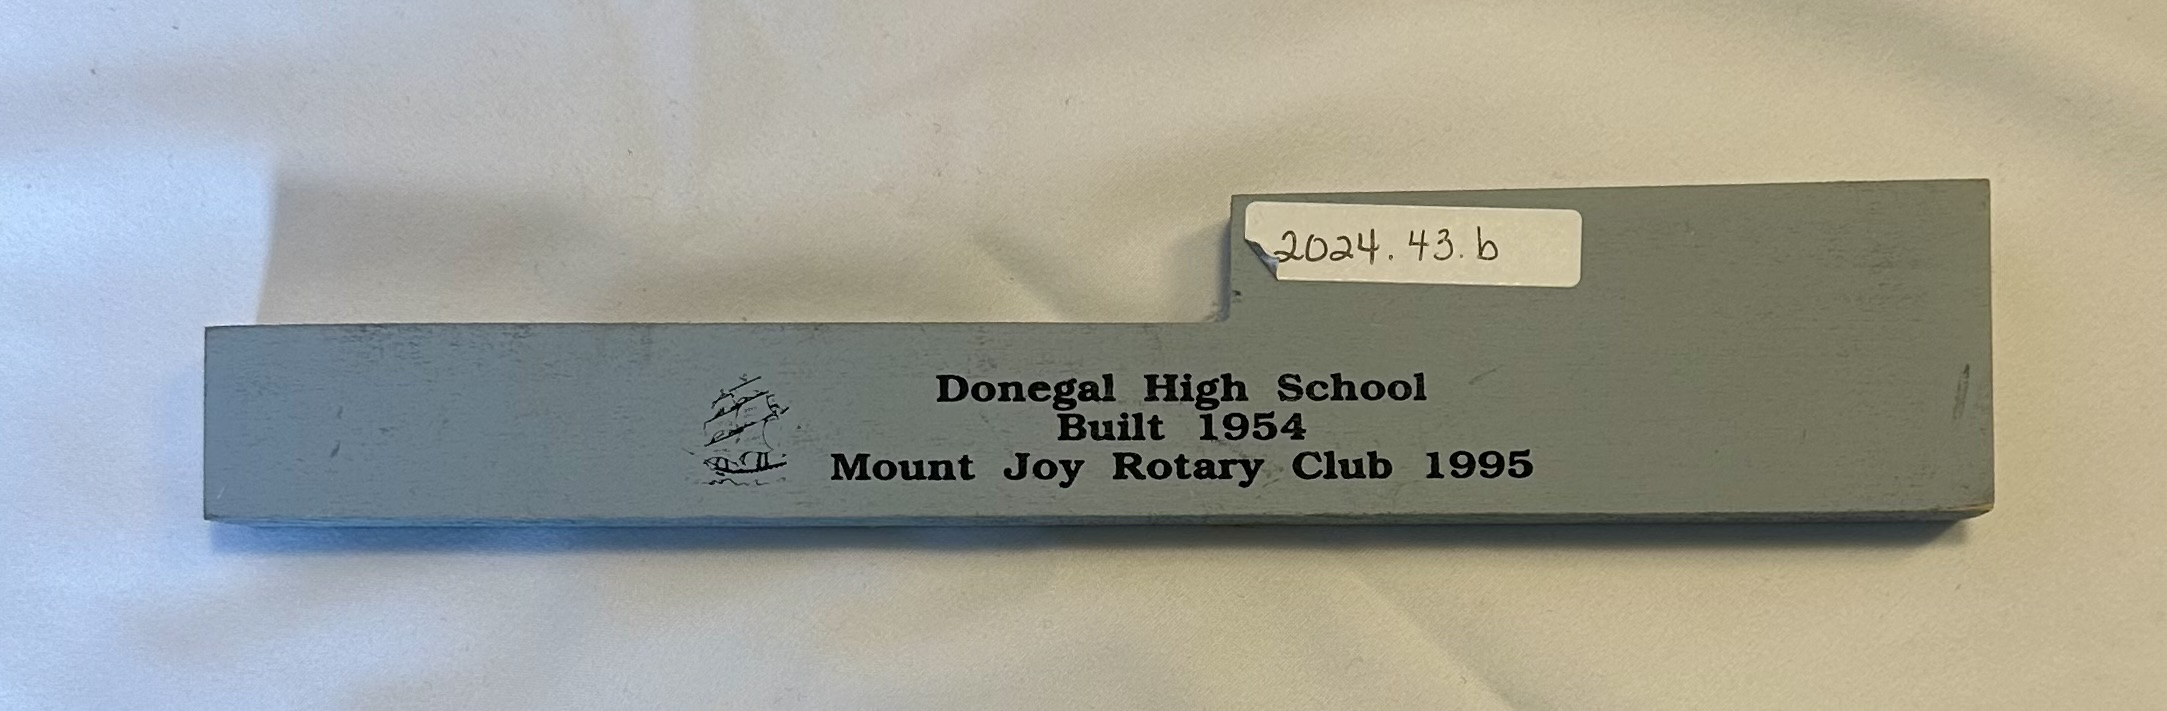 2024.43.b
Donegal High School
Built 1954
Mount Joy Rotary Club 1995